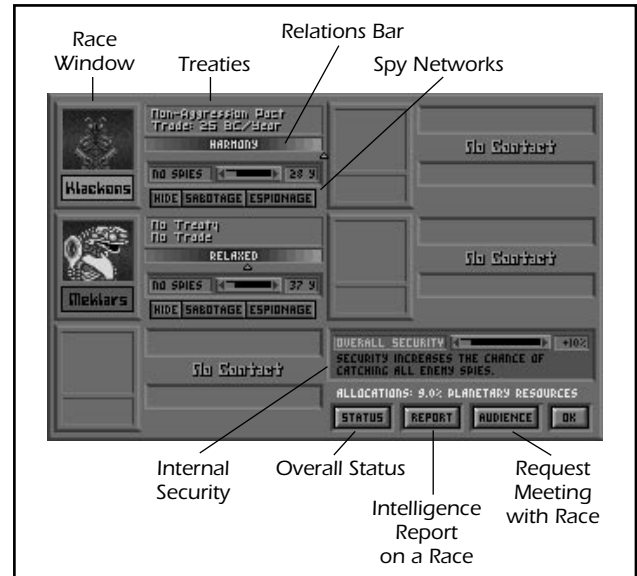 Race
Window
Treaties
Relations Bar
Spy Networks
Non-Aggression Pact
Trade: 25 BC/Year
HARMONY
NO SPIES
28 Y
HIDE SABOTAGE ESPIONAGE
Klackons
No Contact
No Treaty
No Trade
RELAXED
NO SPIES
37 Y
HIDE SABOTAGE ESPIONAGE
Meklars
No Contact
No Contact
OVERALL SECURITY
+10%
SECURITY INCREASES THE CHANCE OF
CATCHING ALL ENEMY SPIES.
ALLOCATIONS: 9.0% PLANETARY RESOURCES
STATUS REPORT AUDIENCE OK
Internal
Security
Overall Status
Intelligence
Report
on a Race
Request
Meeting
with Race